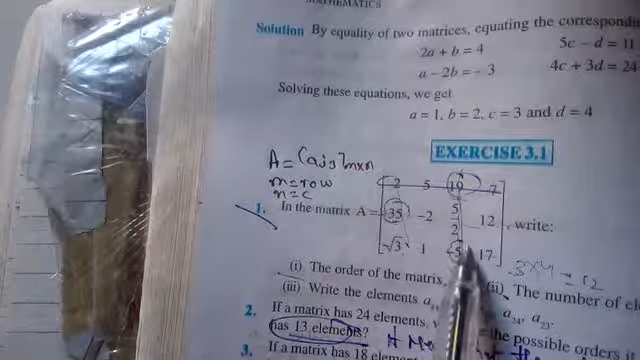 MATHEMATICS
Solution By equality of two matrices, equating the corresponding
2a + b = 4 5c – d = 11
a – 2b = – 3 4c + 3d = 24
Solving these equations, we get
a = 1, b = 2, c = 3 and d = 4
EXERCISE 3.1
A = [aij]m×n
m = row
n = c
1. In the matrix A = [2 5 19 7
35 –2 5/2 12
√3 1 –5 17], write:
3×4 = 12
(i) The order of the matrix, (ii) The number of
(iii) Write the elements a a24, a23.
2. If a matrix has 24 elements, the possible orders
has 13 elements?
3. If a matrix has 18